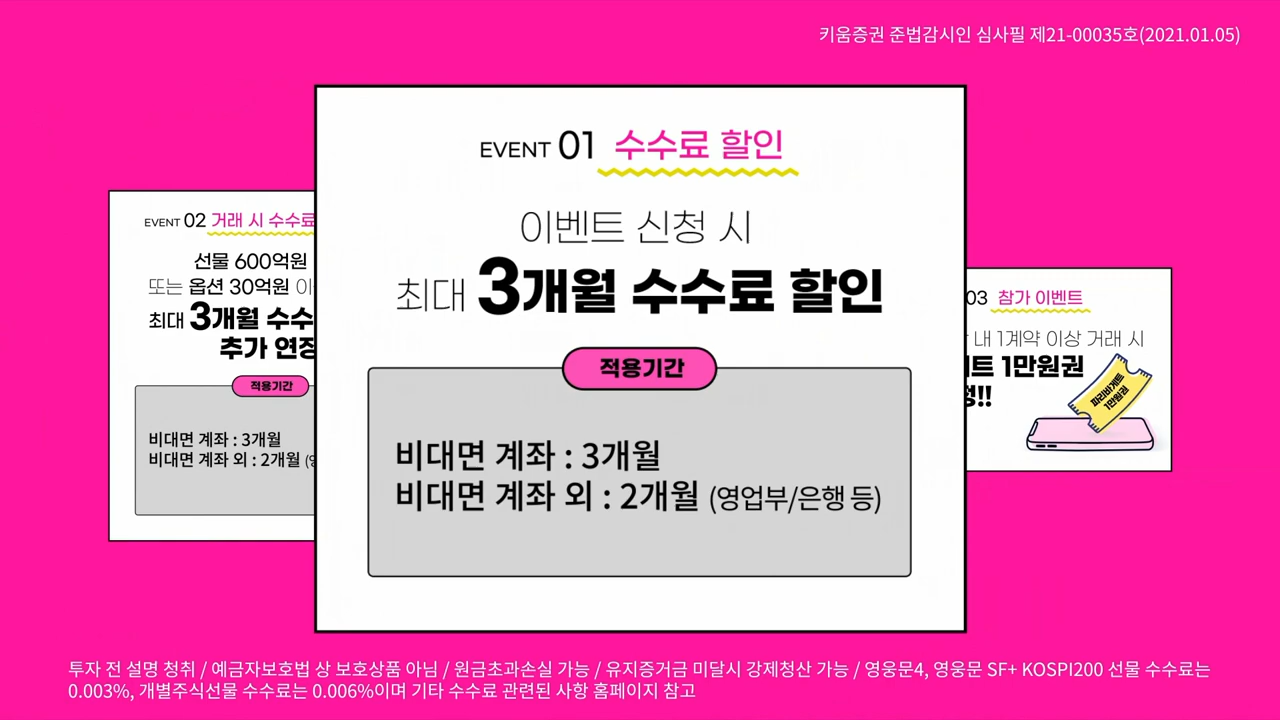 키움증권 준법감시인 심사필 제21-00035호(2021.01.05)
EVENT 01 수수료 할인
이벤트 신청 시
최대 3개월 수수료 할인
적용기간
비대면 계좌 : 3개월
비대면 계좌 외 : 2개월 (영업부/은행 등)
EVENT 02 거래 시 수수료
선물 600억원
또는 옵션 30억원
최대 3개월 수수
추가 연장
적용기간
비대면 계좌 : 3개월
비대면 계좌 외 : 2개월
03 참가 이벤트
내 1계약 이상 거래 시
1만원권
!!
파리바게트
1만원권
투자 전 설명 청취 / 예금자보호법 상 보호상품 아님 / 원금초과손실 가능 / 유지증거금 미달시 강제청산 가능 / 영웅문4, 영웅문 SF+ KOSPI200 선물 수수료는
0.003%, 개별주식선물 수수료는 0.006%이며 기타 수수료 관련된 사항 홈페이지 참고